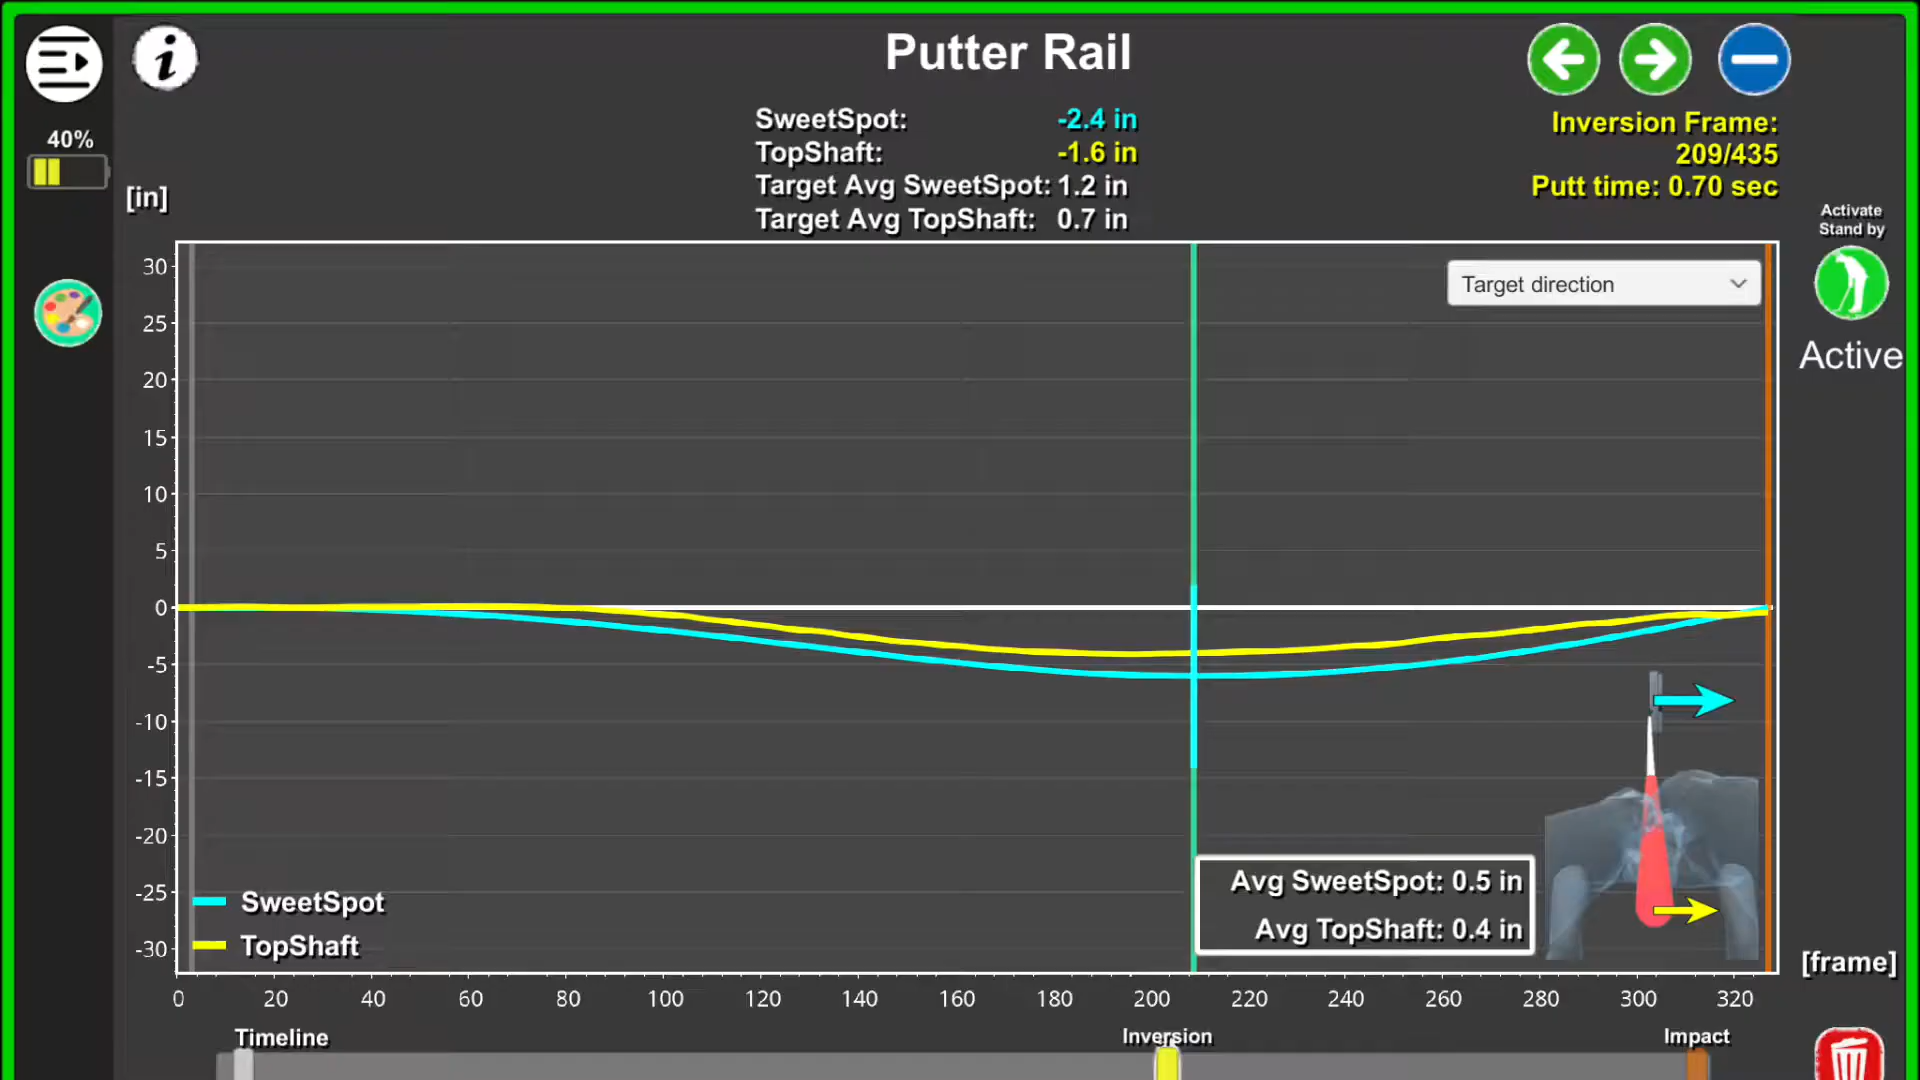 Putter Rail
40%
[in]
SweetSpot: -2.4 in
TopShaft: -1.6 in
Target Avg SweetSpot: 1.2 in
Target Avg TopShaft: 0.7 in
Inversion Frame:
209/435
Putt time: 0.70 sec
Activate
Stand by
Active
Target direction
30
25
20
15
10
5
0
-5
-10
-15
-20
-25
-30
SweetSpot
TopShaft
Avg SweetSpot: 0.5 in
Avg TopShaft: 0.4 in
[frame]
0 20 40 60 80 100 120 140 160 180 200 220 240 260 280 300 320
Timeline
Inversion
Impact